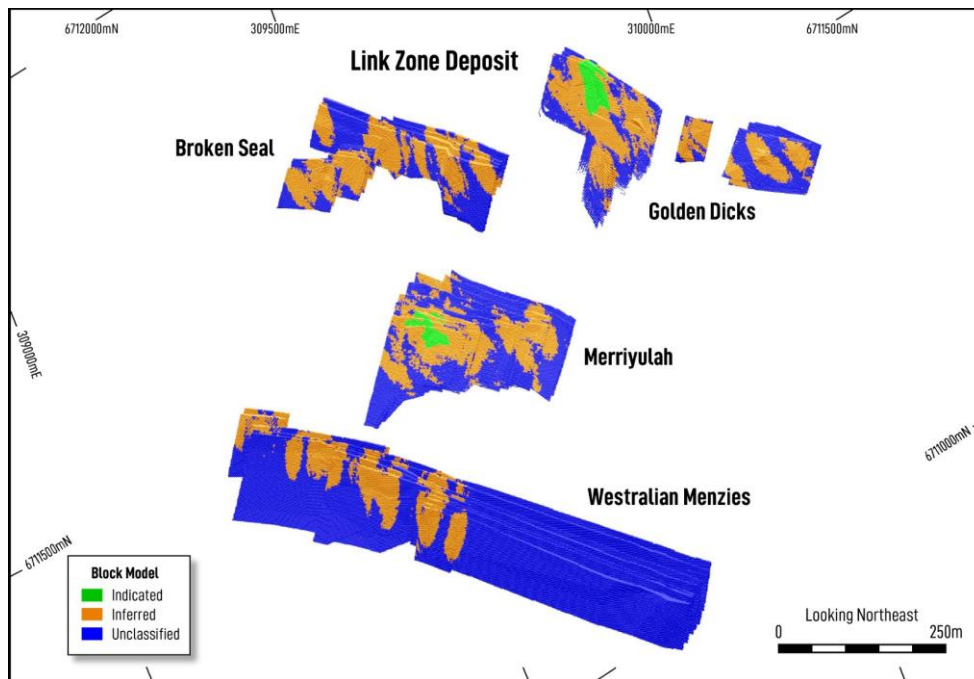 6712000mN
309500mE
310000mE
6711500mN
Link Zone Deposit
Broken Seal
Golden Dicks
309000mE
Merriyulah
6711000mN
Westralian Menzies
6711500mN
Block Model
Indicated
Inferred
Unclassified
Looking Northeast
0 250m